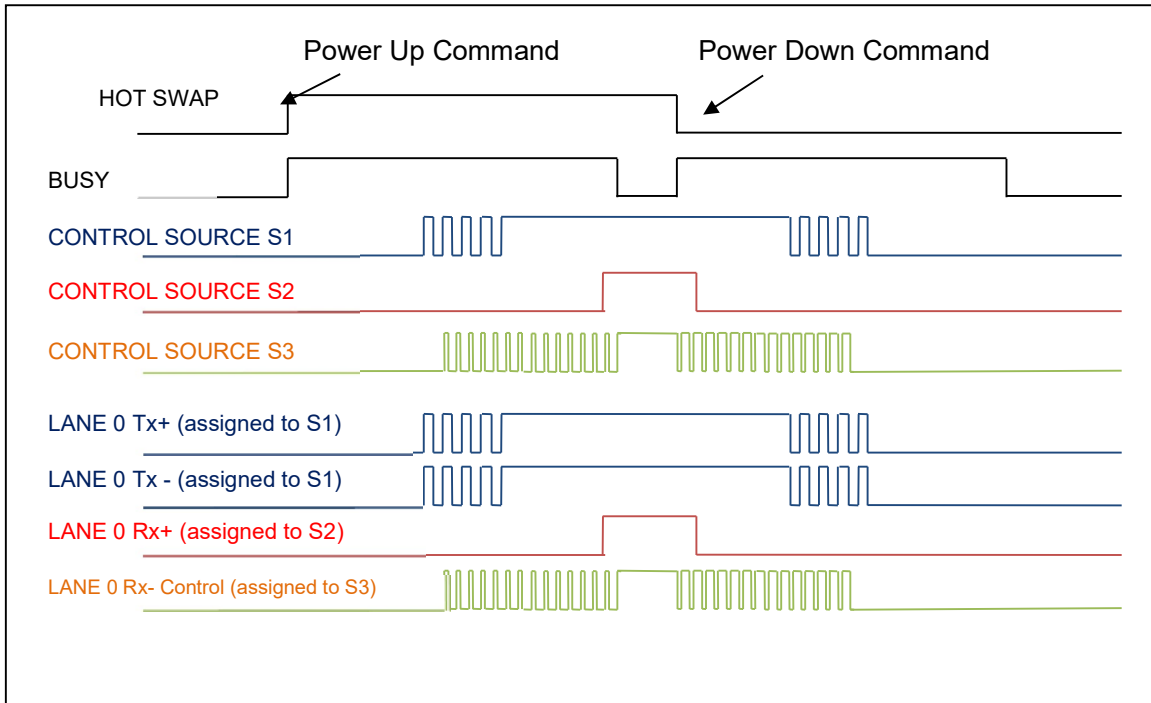 Power Up Command
Power Down Command
HOT SWAP
BUSY
CONTROL SOURCE S1
CONTROL SOURCE S2
CONTROL SOURCE S3
LANE 0 Tx+ (assigned to S1)
LANE 0 Tx - (assigned to S1)
LANE 0 Rx+ (assigned to S2)
LANE 0 Rx- Control (assigned to S3)